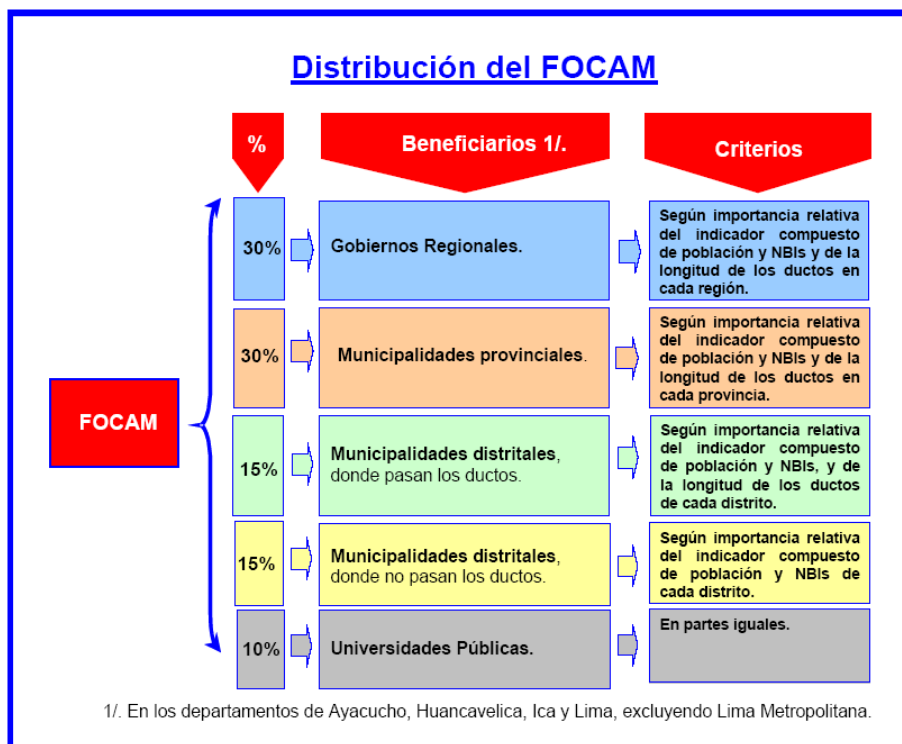 Distribución del FOCAM
%
Beneficiarios 1/.
Criterios
FOCAM
30%
Gobiernos Regionales.
Según importancia relativa
del indicador compuesto
de población y NBIs y de la
longitud de los ductos en
cada región.
30%
Municipalidades provinciales.
Según importancia relativa
del indicador compuesto
de población y NBIs y de la
longitud de los ductos en
cada provincia.
15%
Municipalidades distritales,
donde pasan los ductos.
Según importancia relativa
del indicador compuesto
de población y NBIs, y de
la longitud de los ductos
de cada distrito.
15%
Municipalidades distritales,
donde no pasan los ductos.
Según importancia relativa
del indicador compuesto
de población y NBIs de
cada distrito.
10%
Universidades Públicas.
En partes iguales.
1/. En los departamentos de Ayacucho, Huancavelica, Ica y Lima, excluyendo Lima Metropolitana.